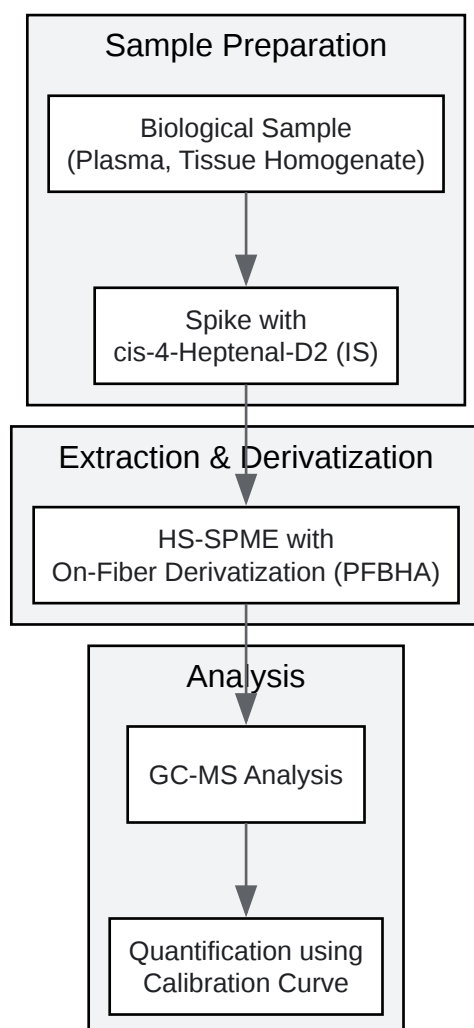 Sample Preparation
Biological Sample
(Plasma, Tissue Homogenate)
Spike with
cis-4-Heptenal-D2 (IS)
Extraction & Derivatization
HS-SPME with
On-Fiber Derivatization (PFBHA)
Analysis
GC-MS Analysis
Quantification using
Calibration Curve